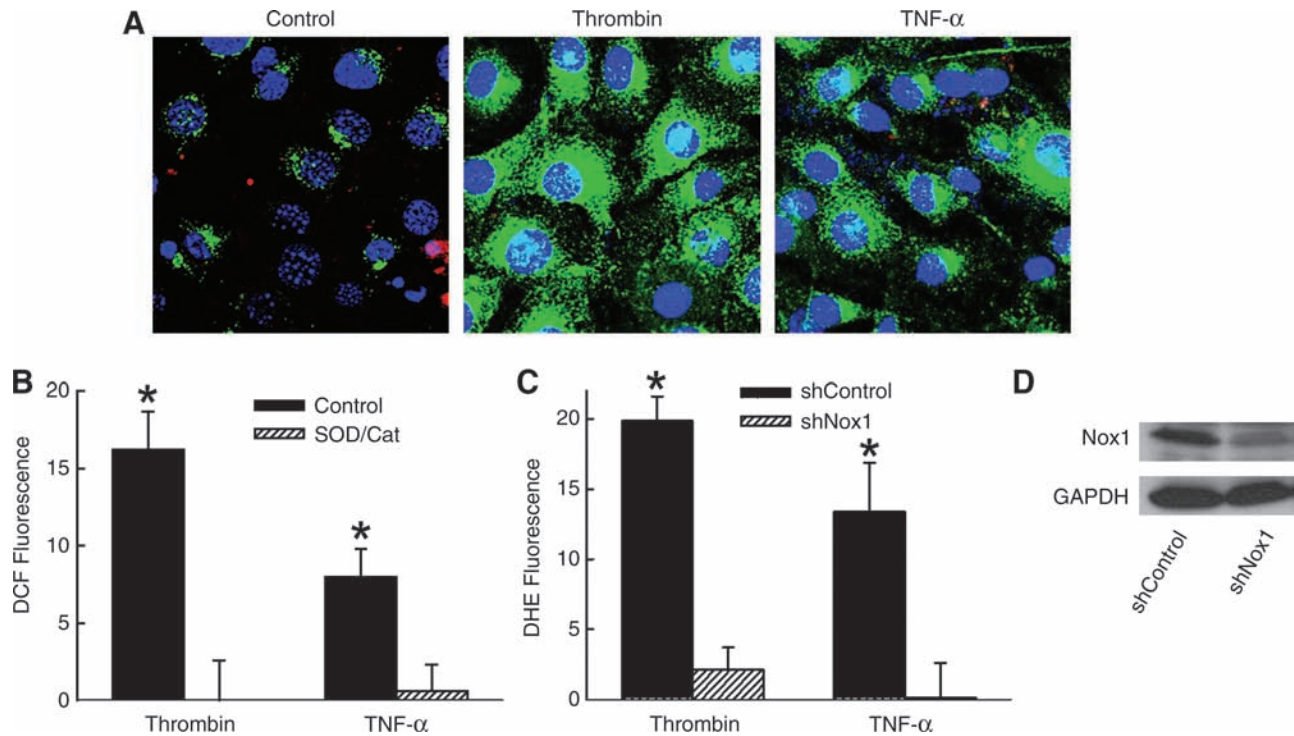 A
Control
Thrombin
TNF-α
B
DCF Fluorescence
20
15
10
5
0
*
*
Control
SOD/Cat
Thrombin
TNF-α
C
DHE Fluorescence
20
15
10
5
0
*
*
shControl
shNox1
Thrombin
TNF-α
D
Nox1
GAPDH
shControl
shNox1